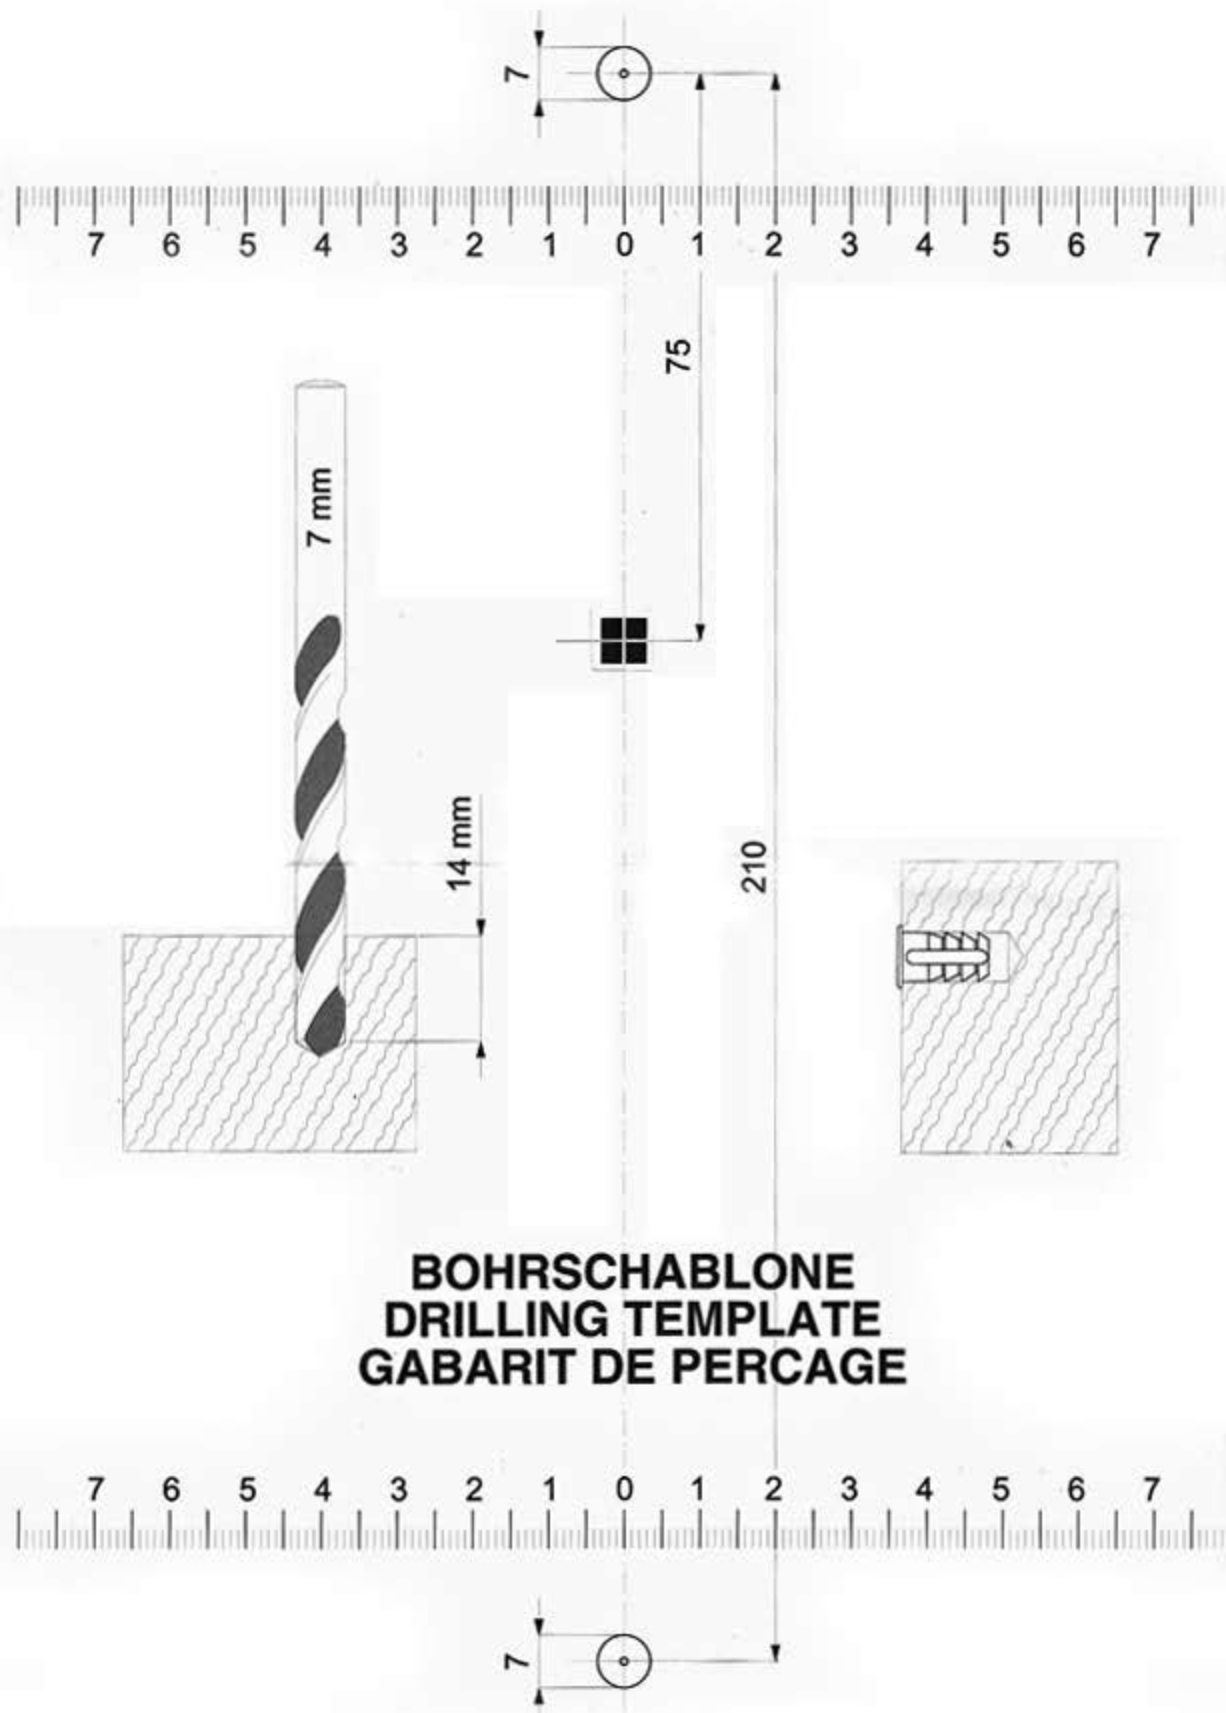 7
7 6 5 4 3 2 1 0 1 2 3 4 5 6 7
75
7 mm
14 mm
210
BOHRSCHABLONE
DRILLING TEMPLATE
GABARIT DE PERCAGE
7 6 5 4 3 2 1 0 1 2 3 4 5 6 7
7